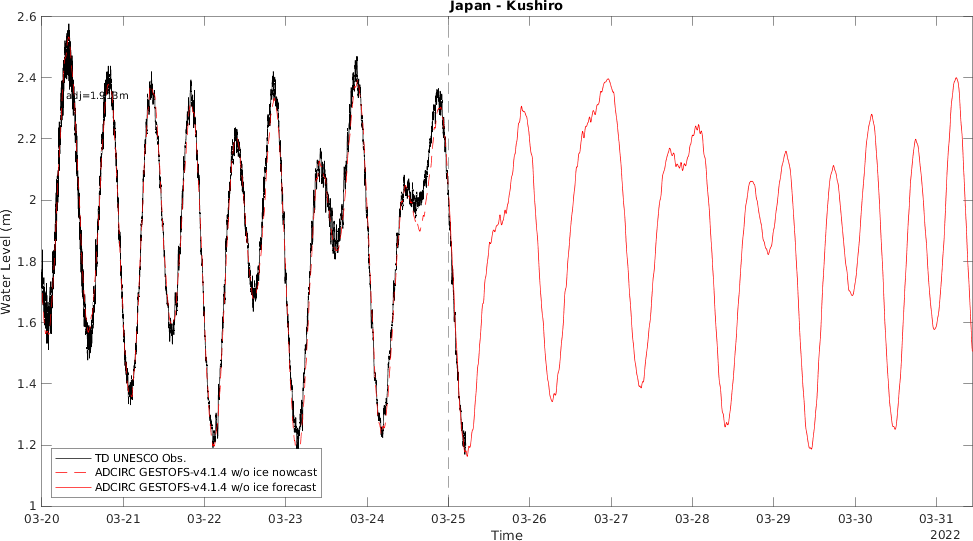 Japan - Kushiro
2.6
2.4
adj=1.913m
2.2
2
1.8
1.6
1.4
1.2
1
Water Level (m)
TD UNESCO Obs.
ADCIRC GESTOFS-v4.1.4 w/o ice nowcast
ADCIRC GESTOFS-v4.1.4 w/o ice forecast
03-20 03-21 03-22 03-23 03-24 03-25 03-26 03-27 03-28 03-29 03-30 03-31
Time
2022